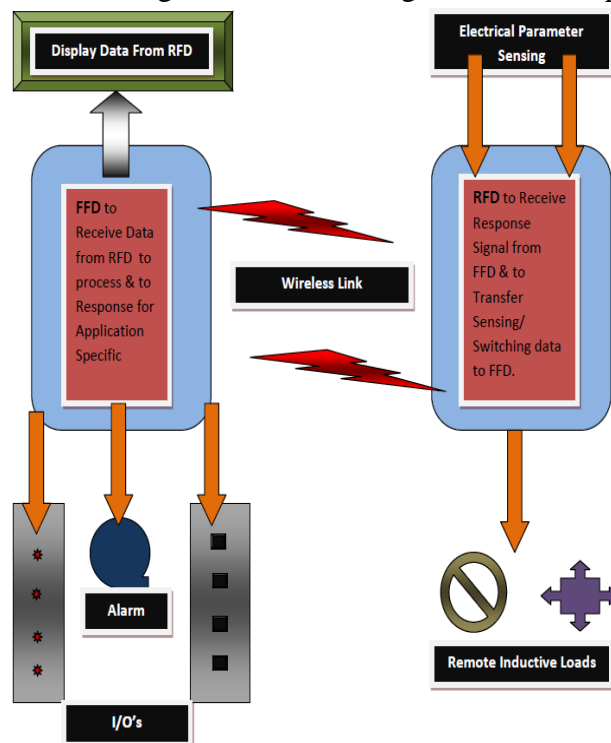 Display Data From RFD
Electrical Parameter
Sensing
FFD to
Receive Data
from RFD to
process & to
Response for
Application
Specific
RFD to Receive
Response
Signal from
FFD & to
Transfer
Sensing/
Switching data
to FFD.
Wireless Link
Alarm
Remote Inductive Loads
I/O's